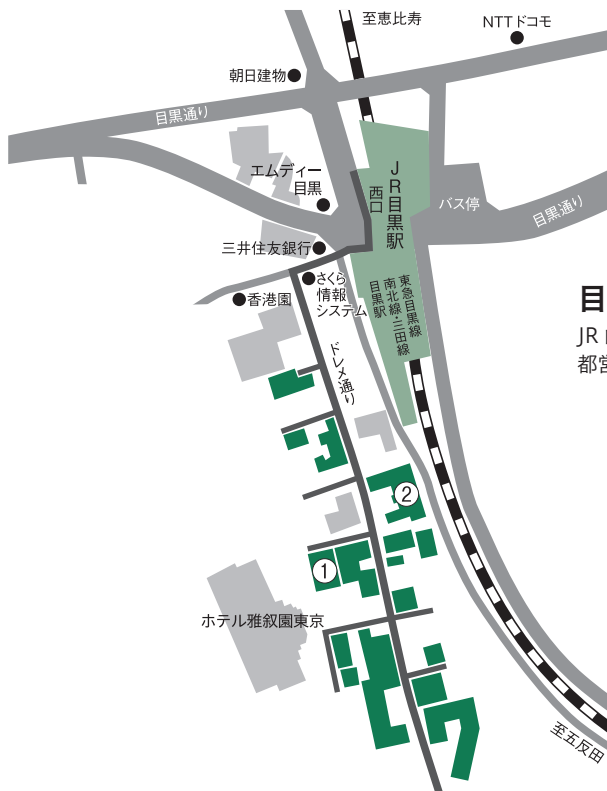 至恵比寿
NTTドコモ
朝日建物
目黒通り
エムディー
目黒
JR目黒駅
西口
バス停
目黒通り
三井住友銀行
さくら
情報
システム
香港園
東急目黒線
南北線・三田線
目黒駅
ドレメ通り
目
JR
都営
②
①
ホテル雅叙園東京
至五反田